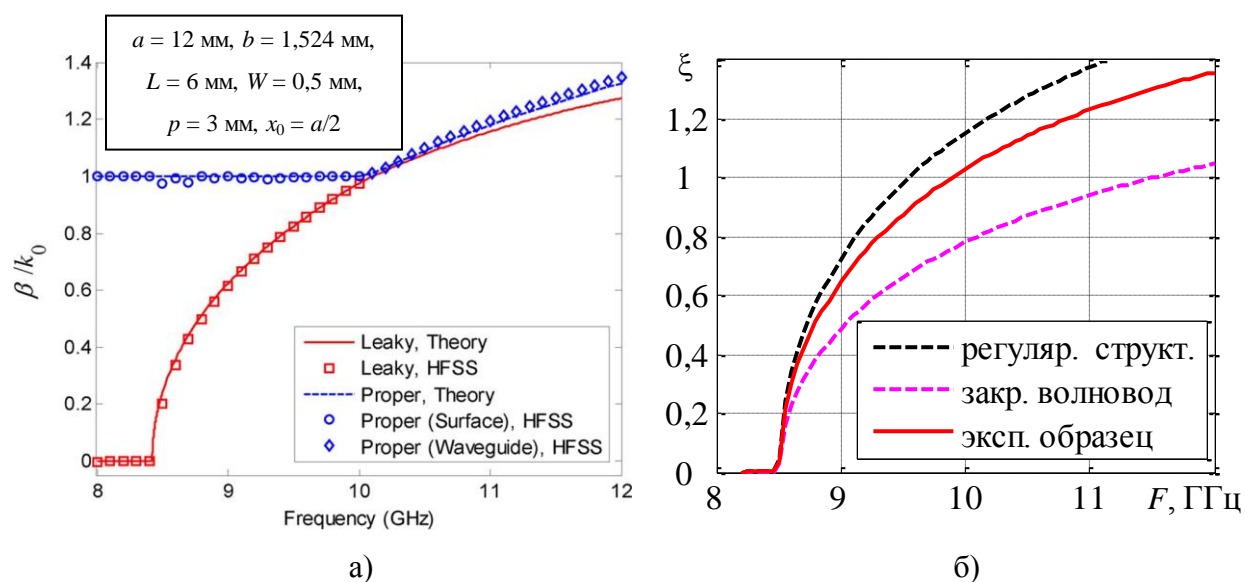 a = 12 мм, b = 1,524 мм,
L = 6 мм, W = 0,5 мм,
p = 3 мм, x₀ = a/2
1.4
1.2
1
0.8
0.6
0.4
0.2
0
β/k₀
8 9 10 11 12
Frequency (GHz)
Leaky, Theory
Leaky, HFSS
Proper, Theory
Proper (Surface), HFSS
Proper (Waveguide), HFSS
а)
ξ
1,2
1
0,8
0,6
0,4
0,2
0
8 9 10 11 F, ГГц
регуляр. структ.
закр. волновод
эксп. образец
б)